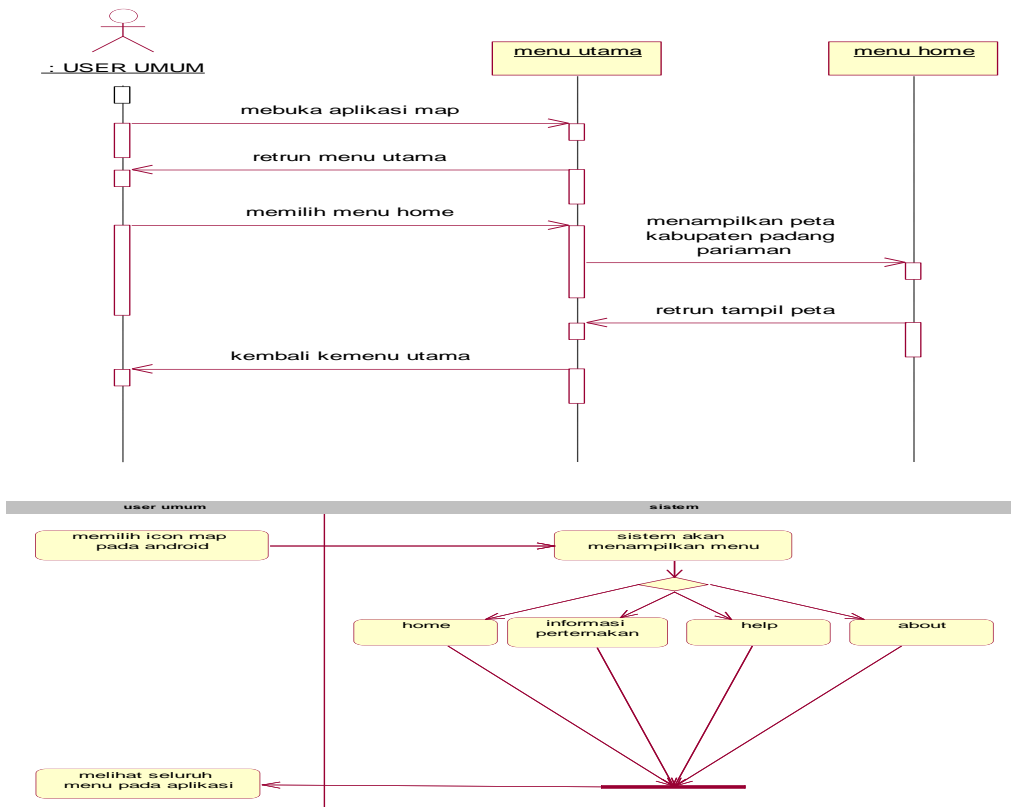 : USER UMUM
menu utama
menu home
mebuka aplikasi map
retrun menu utama
memilih menu home
menampilkan peta
kabupaten padang
pariaman
retrun tampil peta
kembali kemenu utama
user umum
sistem
memilih icon map
pada android
sistem akan
menampilkan menu
home
informasi
perternakan
help
about
melihat seluruh
menu pada aplikasi